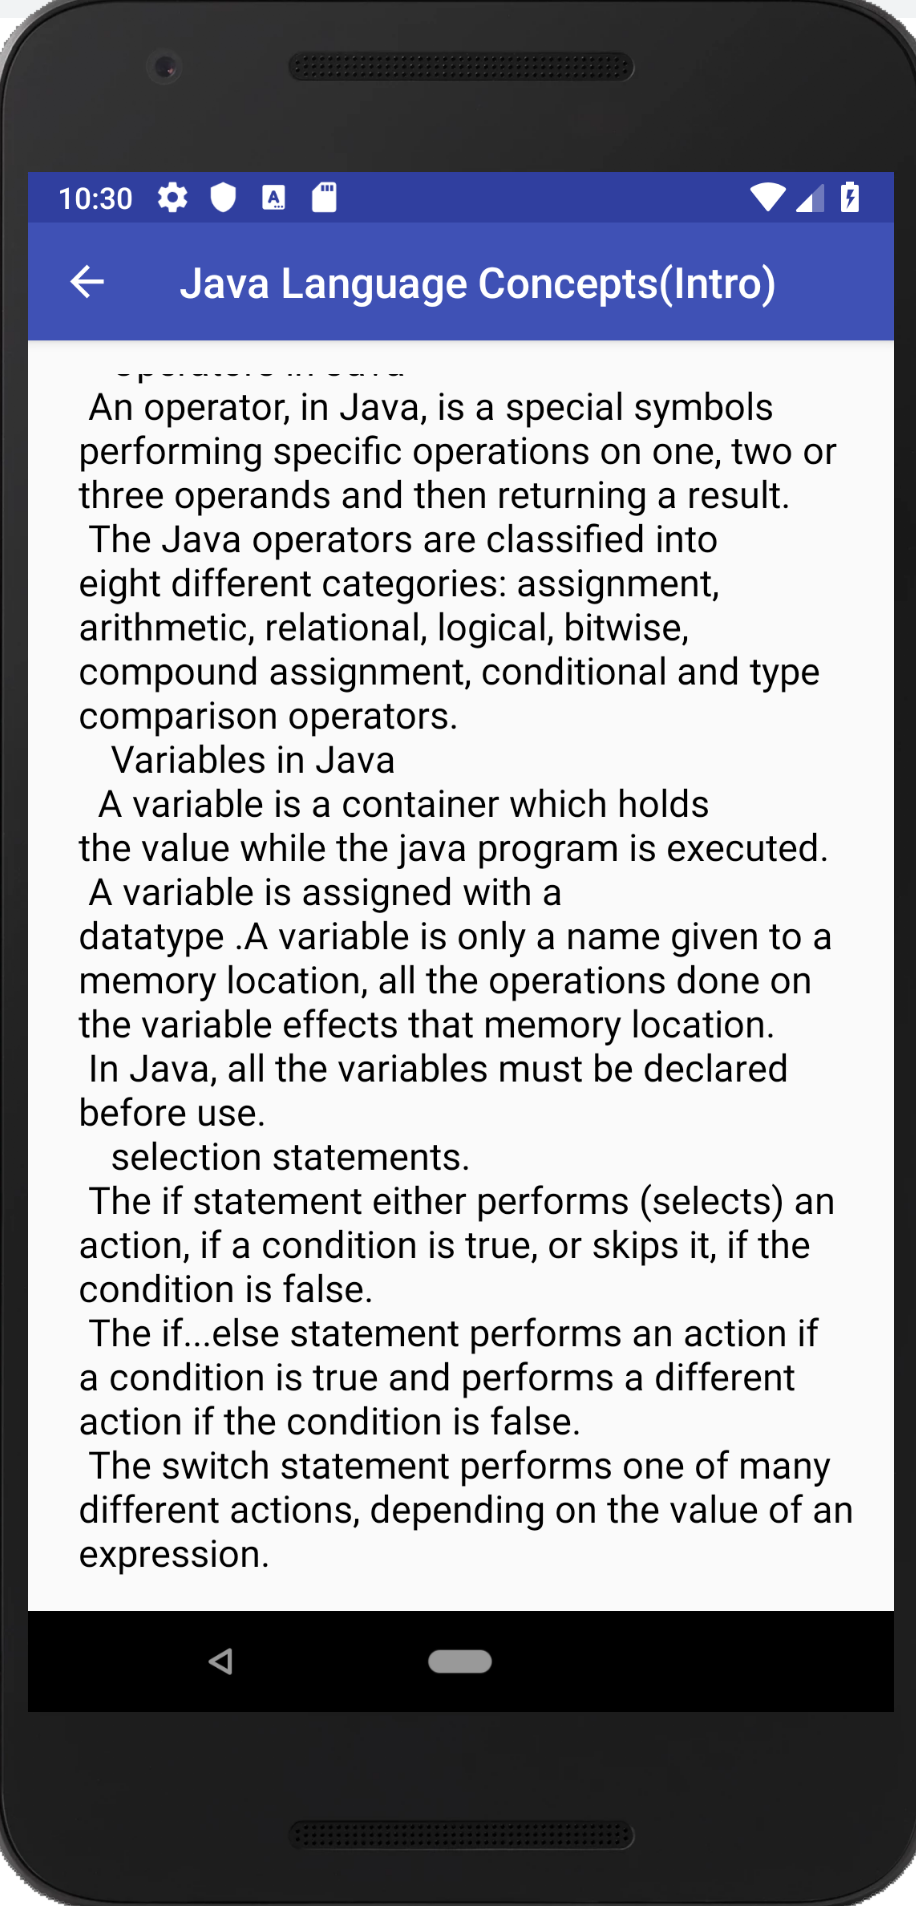 10:30
Java Language Concepts(Intro)
An operator, in Java, is a special symbols
performing specific operations on one, two or
three operands and then returning a result.
The Java operators are classified into
eight different categories: assignment,
arithmetic, relational, logical, bitwise,
compound assignment, conditional and type
comparison operators.
Variables in Java
A variable is a container which holds
the value while the java program is executed.
A variable is assigned with a
datatype .A variable is only a name given to a
memory location, all the operations done on
the variable effects that memory location.
In Java, all the variables must be declared
before use.
selection statements.
The if statement either performs (selects) an
action, if a condition is true, or skips it, if the
condition is false.
The if...else statement performs an action if
a condition is true and performs a different
action if the condition is false.
The switch statement performs one of many
different actions, depending on the value of an
expression.